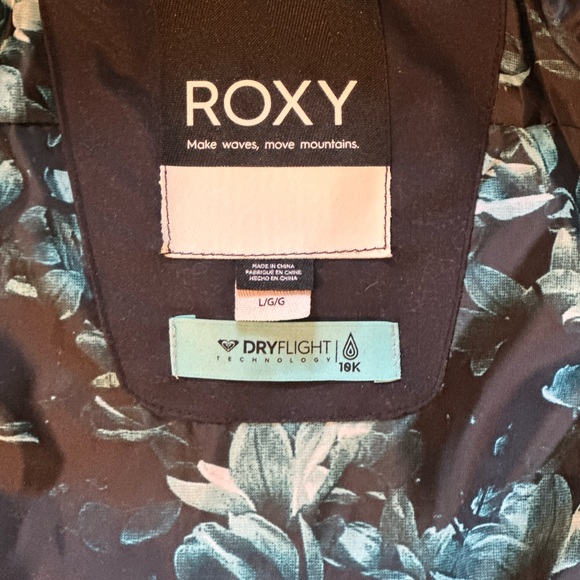 ROXY
Make waves, move mountains.
MADE IN CHINA
FABRIQUÉ EN CHINE
HECHO EN CHINA
L/G/G
DRYFLIGHT
TECHNOLOGY
10K